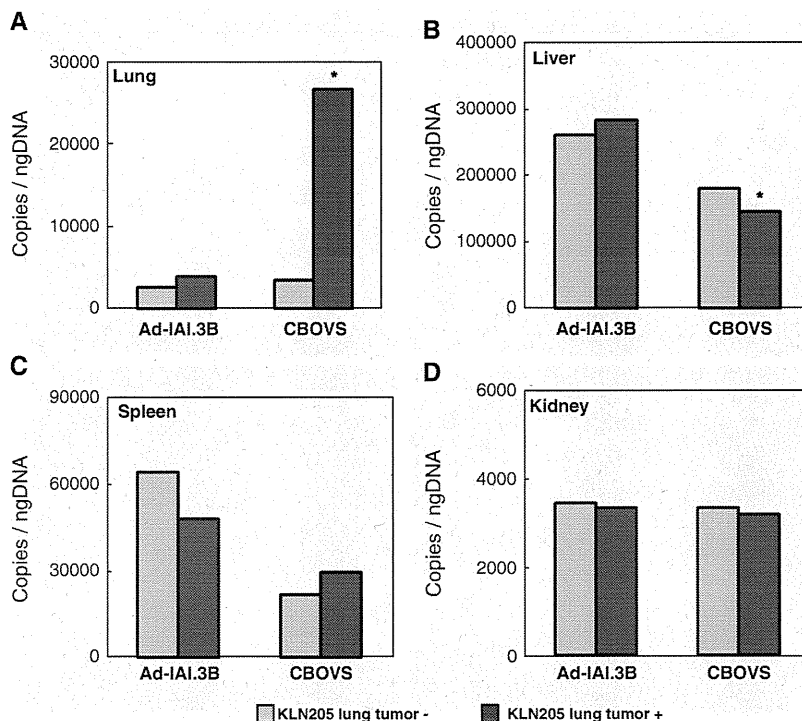 A
Lung
*
30000
20000
10000
0
Copies / ngDNA
Ad-IAI.3B
CBOVS
B
Liver
*
400000
300000
200000
100000
0
Copies / ngDNA
Ad-IAI.3B
CBOVS
C
Spleen
90000
60000
30000
0
Copies / ngDNA
Ad-IAI.3B
CBOVS
D
Kidney
6000
4000
2000
0
Copies / ngDNA
Ad-IAI.3B
CBOVS
KLN205 lung tumor -
KLN205 lung tumor +